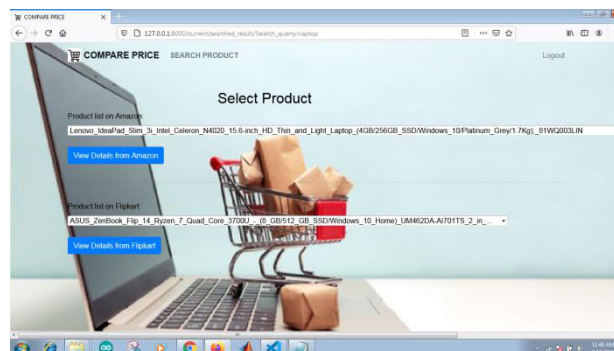 COMPARE PRICE
127.0.0.1:8000/current/searched_result/?search_query=laptop
COMPARE PRICE SEARCH PRODUCT Logout
Select Product
Product list on Amazon:
Lenovo_IdeaPad_Slim_3i_Intel_Celeron_N4020_15.6-inch_HD_Thin_and_Light_Laptop_(4GB/256GB_SSD/Windows_10/Platinum_Grey/1.7Kg)_81WQ003LIN
View Details from Amazon
Product list on Flipkart:
ASUS_ZenBook_Flip_14_Ryzen_7_Quad_Core_3700U_-_(8_GB/512_GB_SSD/Windows_10_Home)_UM462DA-AI701TS_2_in_...
View Details from Flipkart